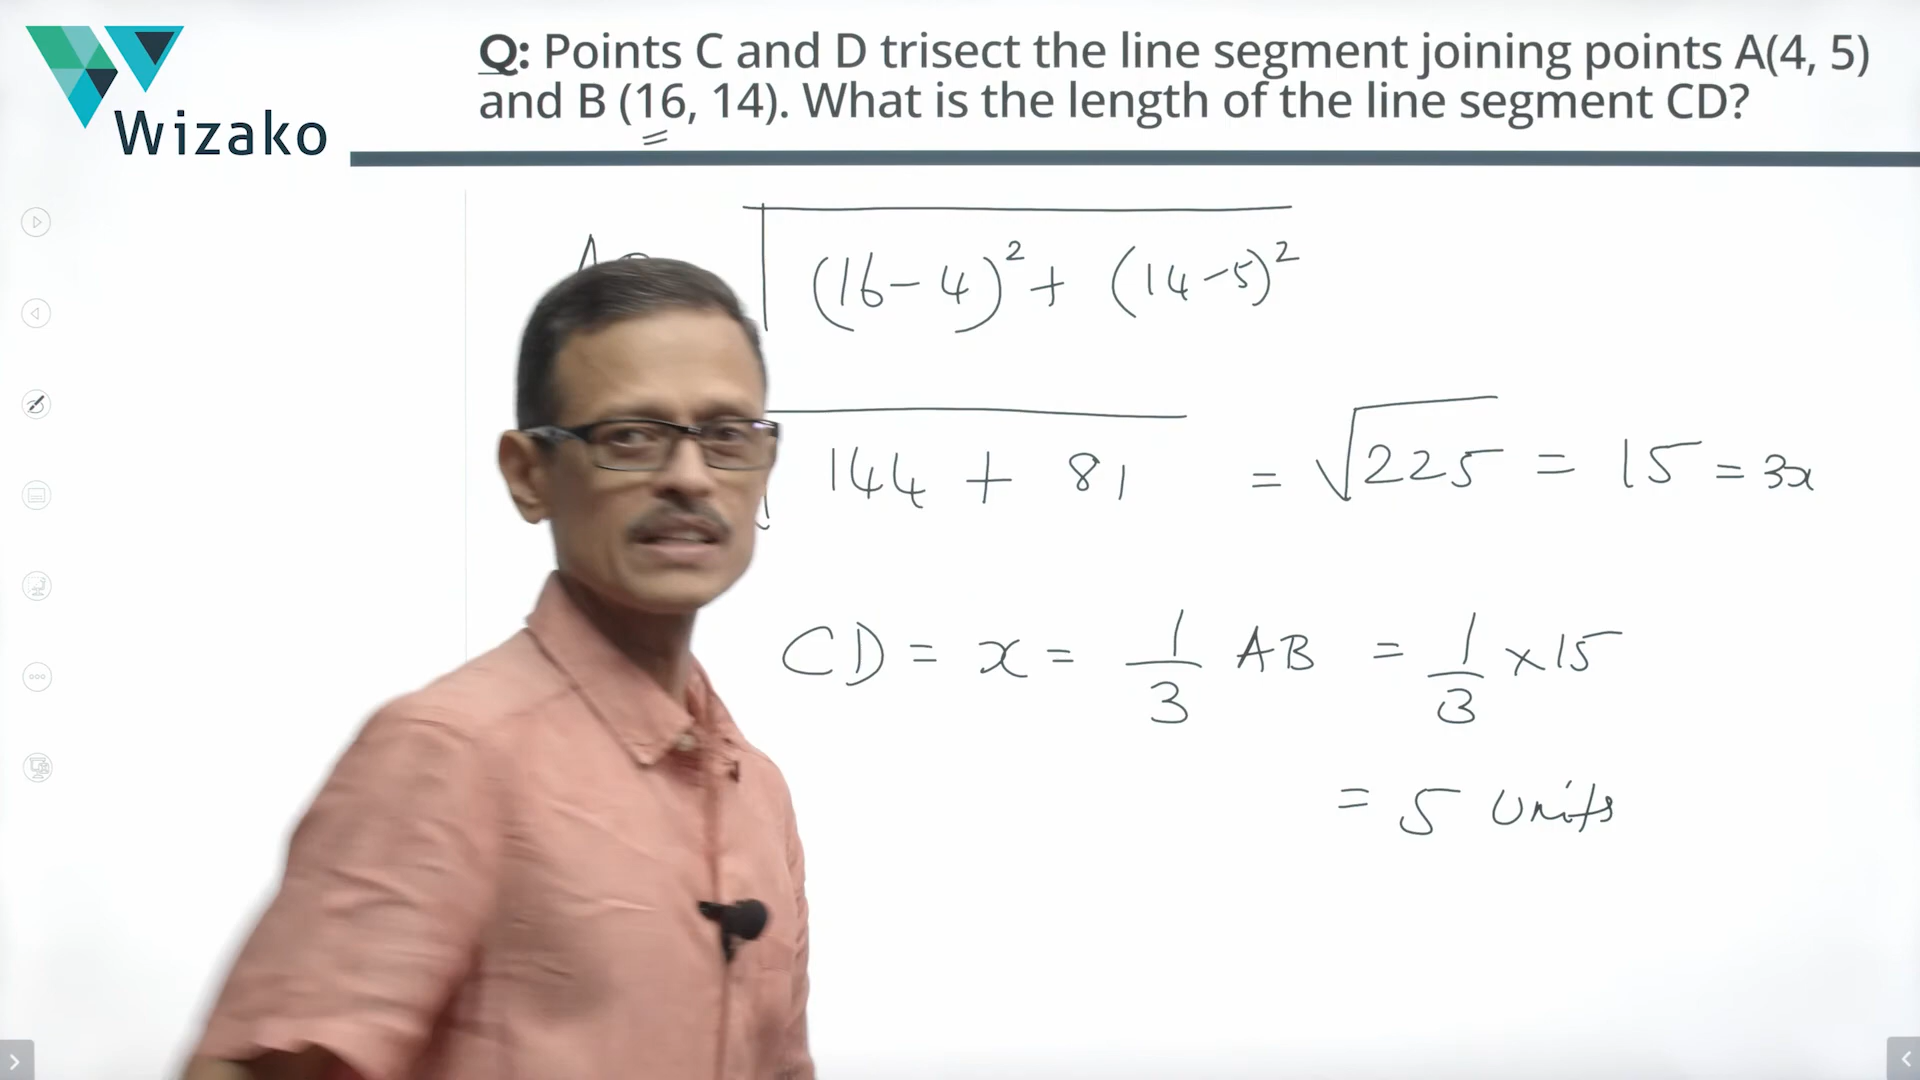 Wizako
Q: Points C and D trisect the line segment joining points A(4, 5)
and B (16, 14). What is the length of the line segment CD?
(16-4)² + (14-5)²
144 + 81 = √225 = 15 = 3x
CD = x = 1/3 AB = 1/3 × 15
= 5 units